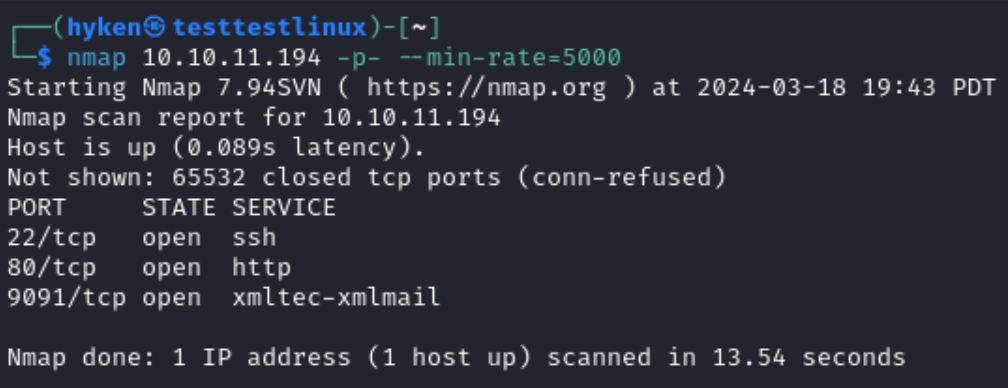 ┌──(hyken㉿testtestlinux)-[~]
└─$ nmap 10.10.11.194 -p- --min-rate=5000
Starting Nmap 7.94SVN ( https://nmap.org ) at 2024-03-18 19:43 PDT
Nmap scan report for 10.10.11.194
Host is up (0.089s latency).
Not shown: 65532 closed tcp ports (conn-refused)
PORT     STATE SERVICE
22/tcp   open  ssh
80/tcp   open  http
9091/tcp open  xmltec-xmlmail
Nmap done: 1 IP address (1 host up) scanned in 13.54 seconds